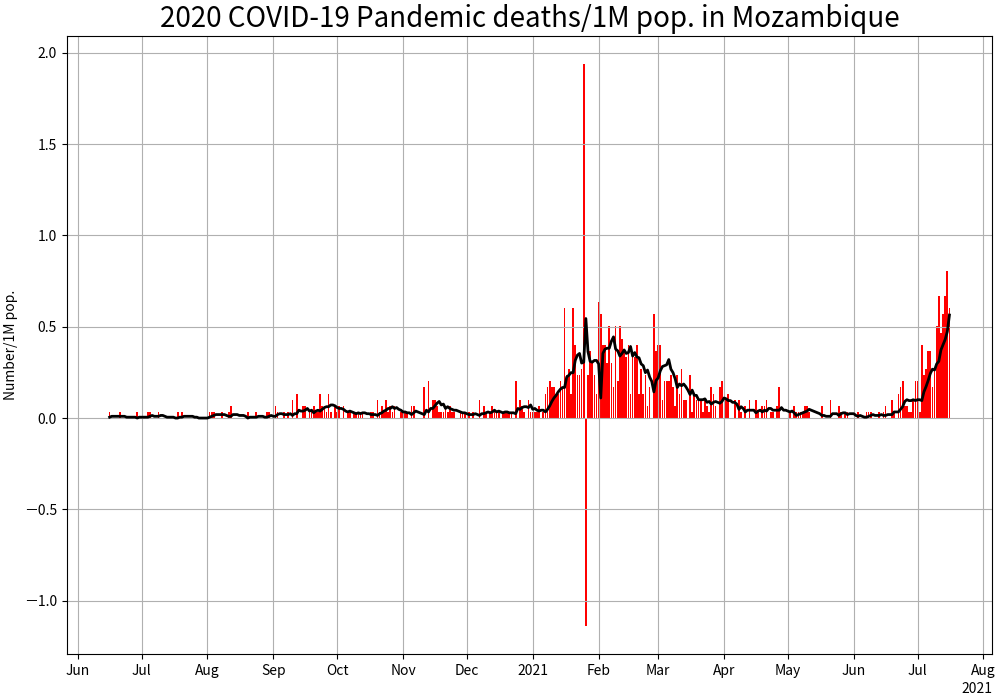 2020 COVID-19 Pandemic deaths/1M pop. in Mozambique
Number/1M pop.
2.0
1.5
1.0
0.5
0.0
−0.5
−1.0
Jun Jul Aug Sep Oct Nov Dec 2021 Feb Mar Apr May Jun Jul Aug
2021